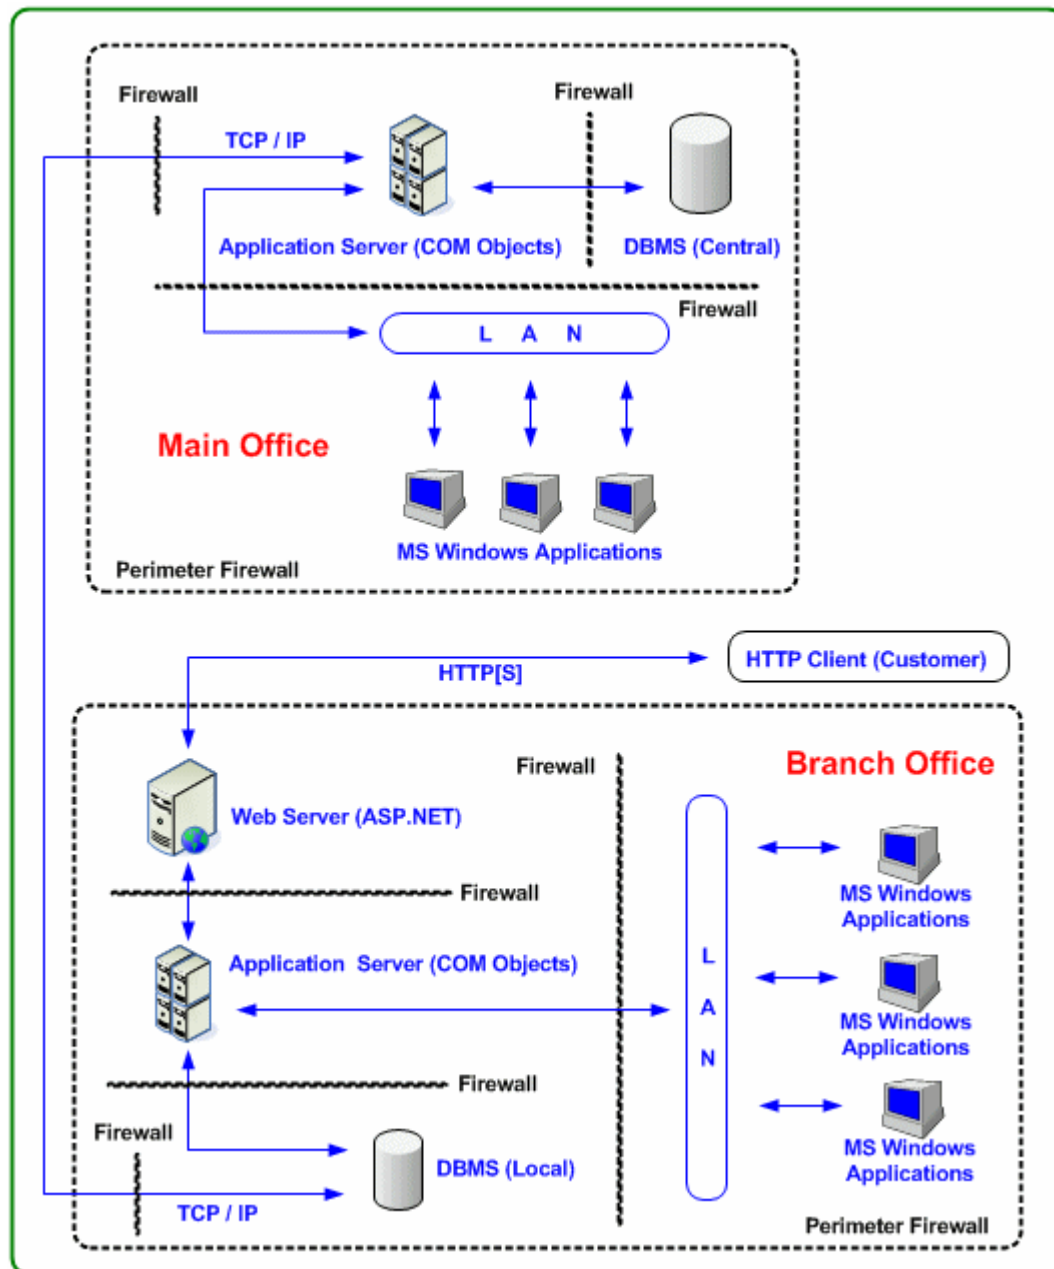 Firewall
Firewall
TCP / IP
Application Server (COM Objects)
DBMS (Central)
Firewall
L A N
Main Office
MS Windows Applications
Perimeter Firewall
HTTP Client (Customer)
HTTP[S]
Firewall
Branch Office
Web Server (ASP.NET)
Firewall
MS Windows
Applications
Application Server (COM Objects)
L
A
N
MS Windows
Applications
Firewall
Firewall
DBMS (Local)
MS Windows
Applications
TCP / IP
Perimeter Firewall